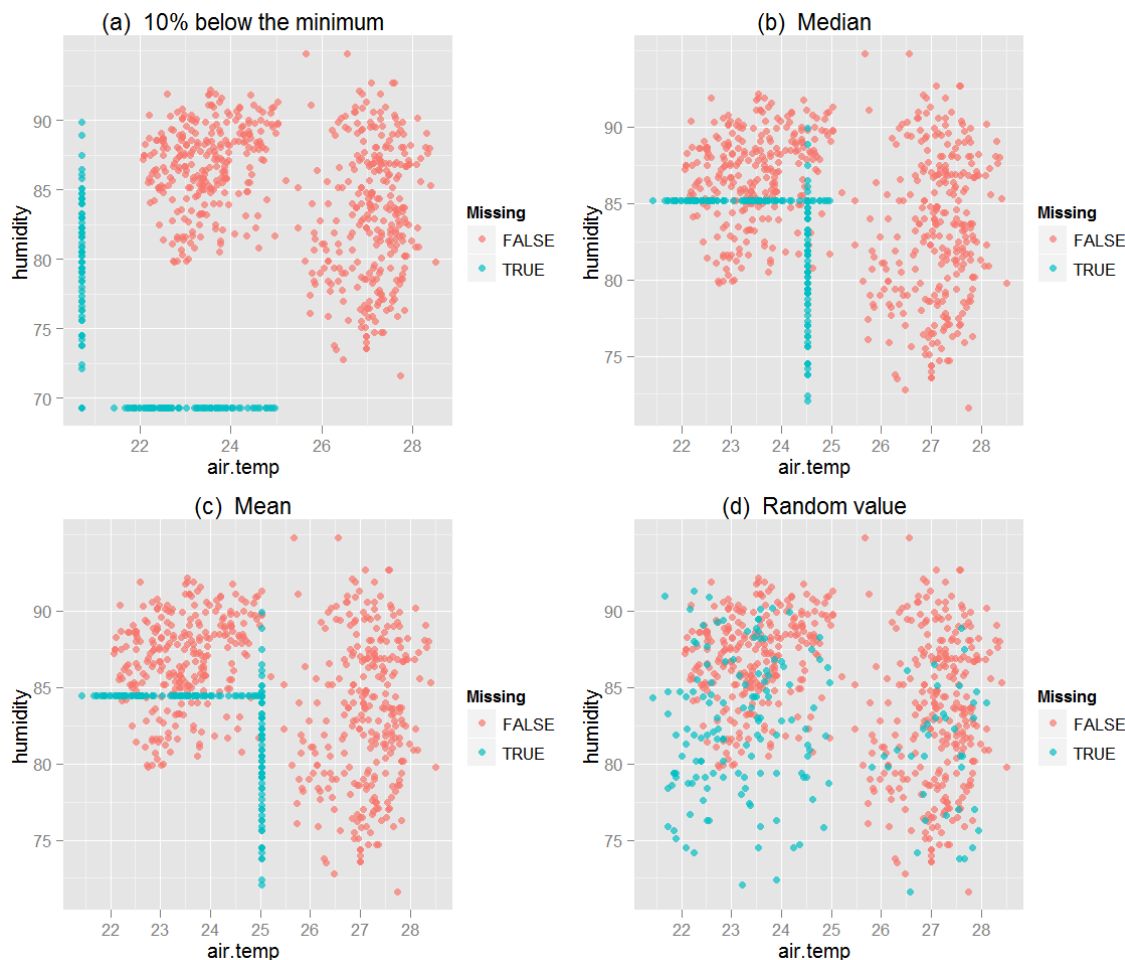 (a) 10% below the minimum
humidity
90
85
80
75
70
22 24 26 28
air.temp
Missing
FALSE
TRUE
(b) Median
humidity
90
85
80
75
22 23 24 25 26 27 28
air.temp
Missing
FALSE
TRUE
(c) Mean
humidity
90
85
80
75
22 23 24 25 26 27 28
air.temp
Missing
FALSE
TRUE
(d) Random value
humidity
90
85
80
75
22 23 24 25 26 27 28
air.temp
Missing
FALSE
TRUE